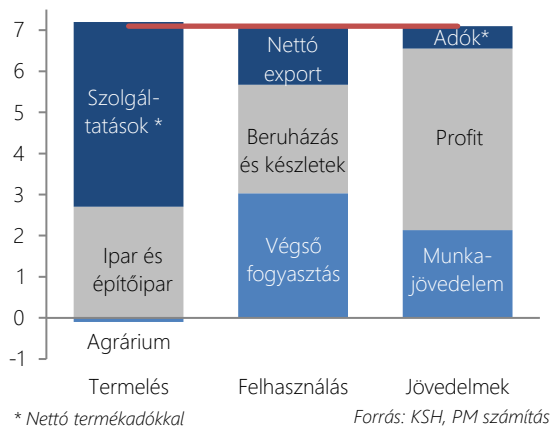 7
6
5
4
3
2
1
0
-1
Szolgál-
tatások *
Ipar és
építőipar
Agrárium
Nettó
export
Beruházás
és készletek
Végső
fogyasztás
Adók*
Profit
Munka-
jövedelem
Termelés
Felhasználás
Jövedelmek
* Nettó termékadókkal
Forrás: KSH, PM számítás